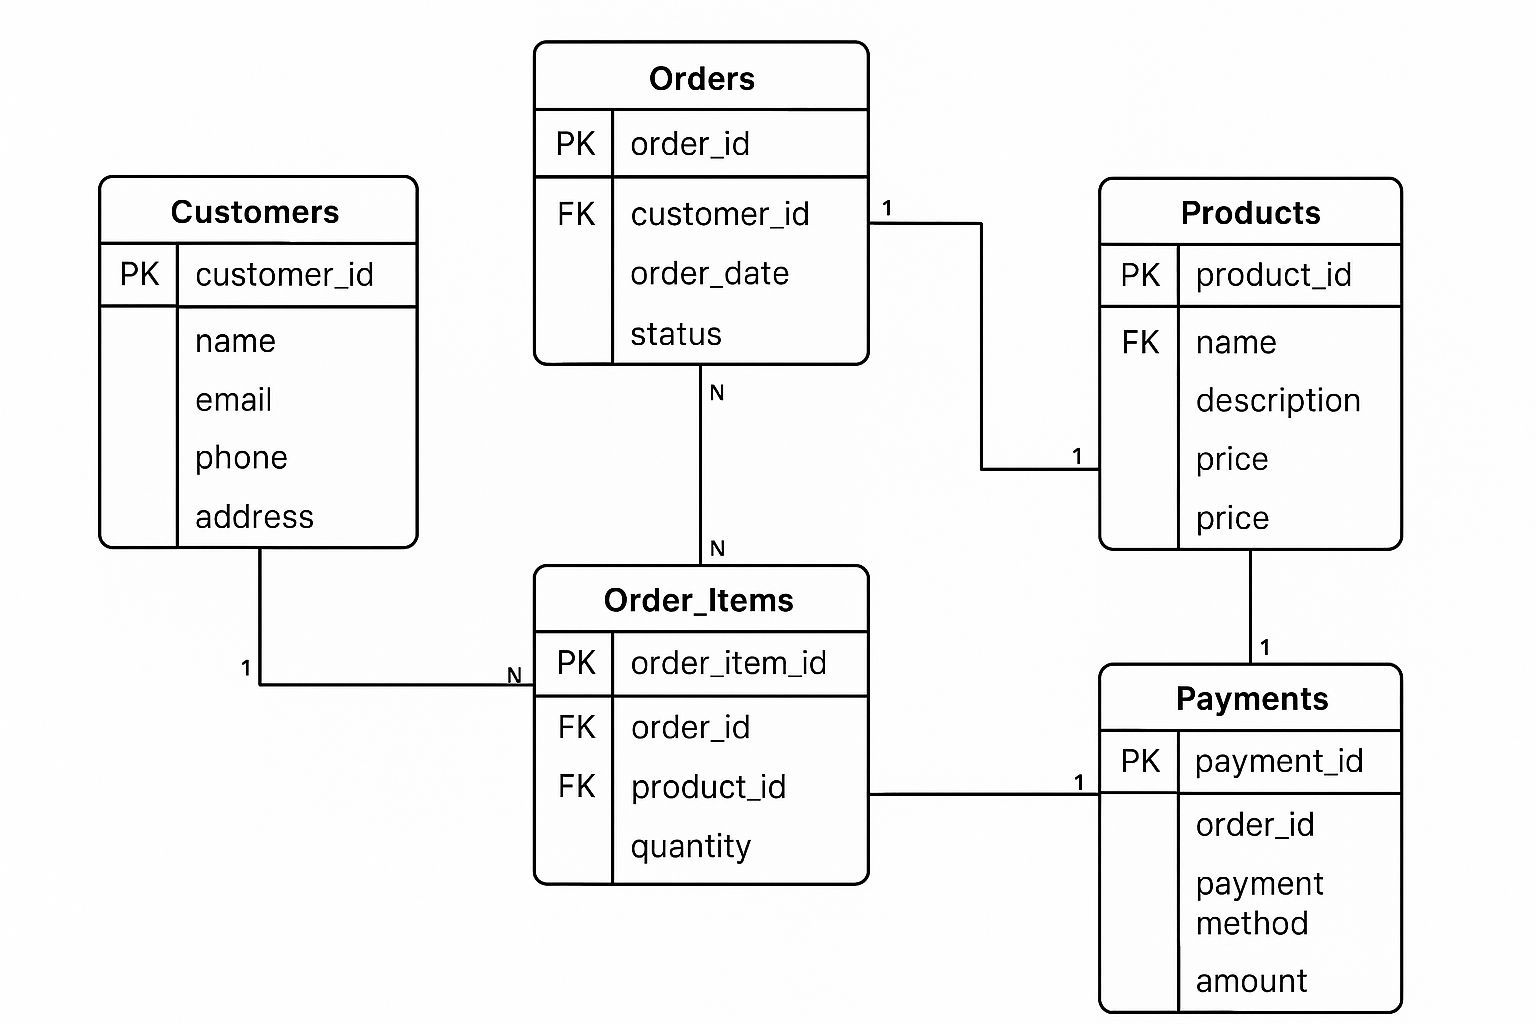 Orders
PK order_id
FK customer_id
order_date
status
1
N
Customers
PK customer_id
name
email
phone
address
1
N
Products
PK product_id
FK name
description
price
price
1
1
N
Order_Items
PK order_item_id
FK order_id
FK product_id
quantity
1
Payments
PK payment_id
order_id
payment
method
amount